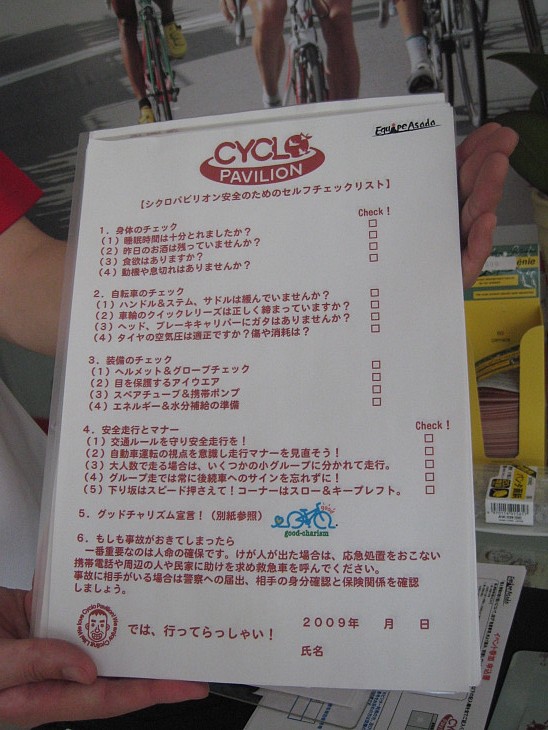 Equipe Asada
CYCLO
PAVILION
【シクロパビリオン安全のためのセルフチェックリスト】
Check！
1．身体のチェック
（1）睡眠時間は十分とれましたか？
（2）昨日のお酒は残っていませんか？
（3）食欲はありますか？
（4）動機や息切れはありませんか？
2．自転車のチェック
（1）ハンドル＆ステム、サドルは緩んでいませんか？
（2）車輪のクイックレリーズは正しく締まっていますか？
（3）ヘッド、ブレーキキャリパーにガタはありませんか？
（4）タイヤの空気圧は適正ですか？傷や消耗は？
3．装備のチェック
（1）ヘルメット＆グローブチェック
（2）目を保護するアイウエア
（3）スペアチューブ＆携帯ポンプ
（4）エネルギー＆水分補給の準備
4．安全走行とマナー
Check！
（1）交通ルールを守り安全走行を！
（2）自動車運転の視点を意識し走行マナーを見直そう！
（3）大人数で走る場合は、いくつかの小グループに分かれて走行。
（4）グループ走では常に後続車へのサインを忘れずに！
（5）下り坂はスピード押さえて！コーナーはスロー＆キープレフト。
5．グッドチャリズム宣言！（別紙参照）
good-charism
6．もしも事故がおきてしまったら
一番重要なのは人命の確保です。けが人が出た場合は、応急処置をおこない
携帯電話や周辺の人や民家に助けを求め救急車を呼んでください。
事故に相手がいる場合は警察への届出、相手の身分確認と保険関係を確認
しましょう。
では、行ってらっしゃい！
2009年　月　日
氏名